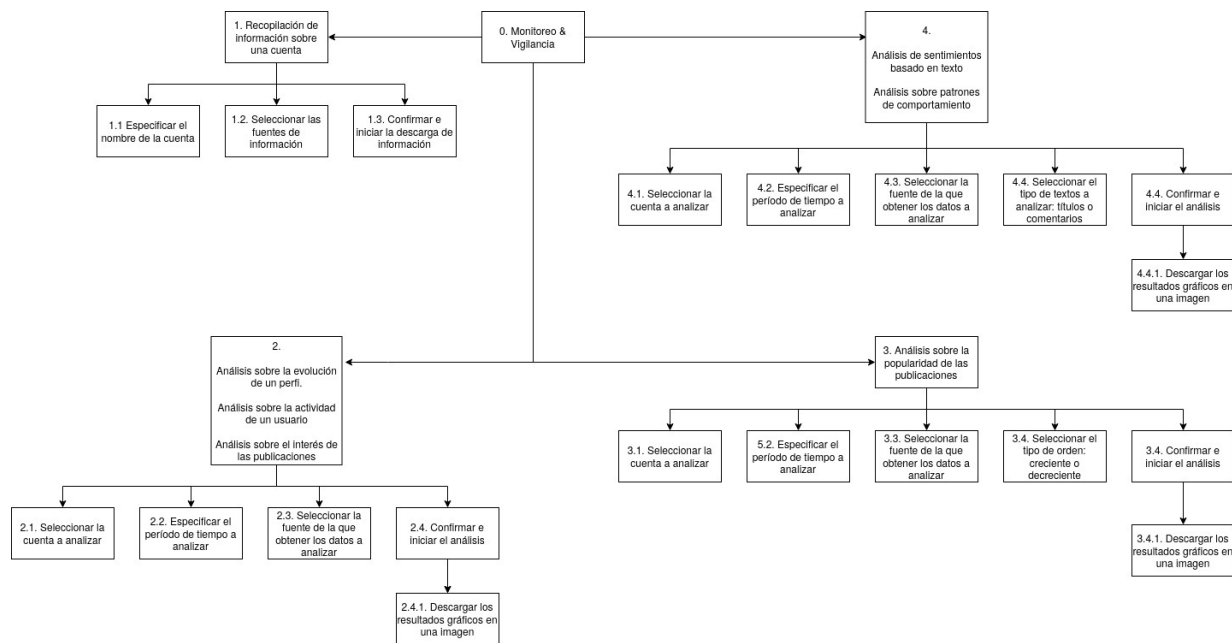 1. Recopilación de
información sobre
una cuenta
0. Monitoreo &
Vigilancia
4.
Análisis de sentimientos
basado en texto
Análisis sobre patrones
de comportamiento
1.1 Especificar el
nombre de la cuenta
1.2. Seleccionar las
fuentes de
información
1.3. Confirmar e
iniciar la descarga de
información
4.1. Seleccionar la
cuenta a analizar
4.2. Especificar el
período de tiempo a
analizar
4.3. Seleccionar la
fuente de la que
obtener los datos a
analizar
4.4. Seleccionar el
tipo de textos a
analizar: títulos o
comentarios
4.4. Confirmar e
iniciar el análisis
4.4.1. Descargar los
resultados gráficos en
una imagen
2.
Análisis sobre la evolución
de un perfi.
Análisis sobre la actividad
de un usuario
Análisis sobre el interés de
las publicaciones
3. Análisis sobre la
popularidad de las
publicaciones
3.1. Seleccionar la
cuenta a analizar
5.2. Especificar el
período de tiempo a
analizar
3.3. Seleccionar la
fuente de la que
obtener los datos a
analizar
3.4. Seleccionar el
tipo de orden:
creciente o
decreciente
3.4. Confirmar e
iniciar el análisis
3.4.1. Descargar los
resultados gráficos en
una imagen
2.1. Seleccionar la
cuenta a analizar
2.2. Especificar el
período de tiempo a
analizar
2.3. Seleccionar la
fuente de la que
obtener los datos a
analizar
2.4. Confirmar e
iniciar el análisis
2.4.1. Descargar los
resultados gráficos en
una imagen